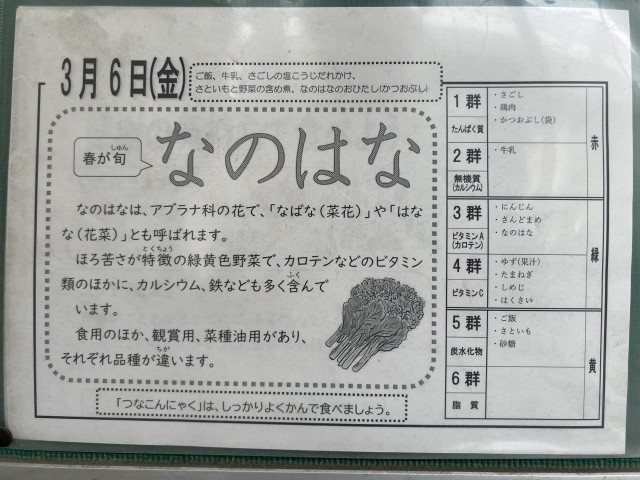 3月6日(金)
ご飯、牛乳、さごしの塩こうじだれかけ、
さといもと野菜の含め煮、なのはなのおひたし(かつおぶし)
春が旬
しゅん
なのはな
なのはなは、アブラナ科の花で、「なばな(菜花)」や「はな
な(花菜)」とも呼ばれます。
とくちょう
ほろ苦さが特徴の緑黄色野菜で、カロテンなどのビタミン
ふく
類のほかに、カルシウム、鉄なども多く含んで
います。
食用のほか、観賞用、菜種油用があり、
ちが
それぞれ品種が違います。
「つなこんにゃく」は、しっかりよくかんで食べましょう。
1群
たんぱく質
・さごし
・鶏肉
・かつおぶし(袋)
赤
2群
無機質
(カルシウム)
・牛乳
3群
ビタミンA
(カロテン)
・にんじん
・さんどまめ
・なのはな
緑
4群
ビタミンC
・ゆず(果汁)
・たまねぎ
・しめじ
・はくさい
5群
炭水化物
・ご飯
・さといも
・砂糖
黄
6群
脂質